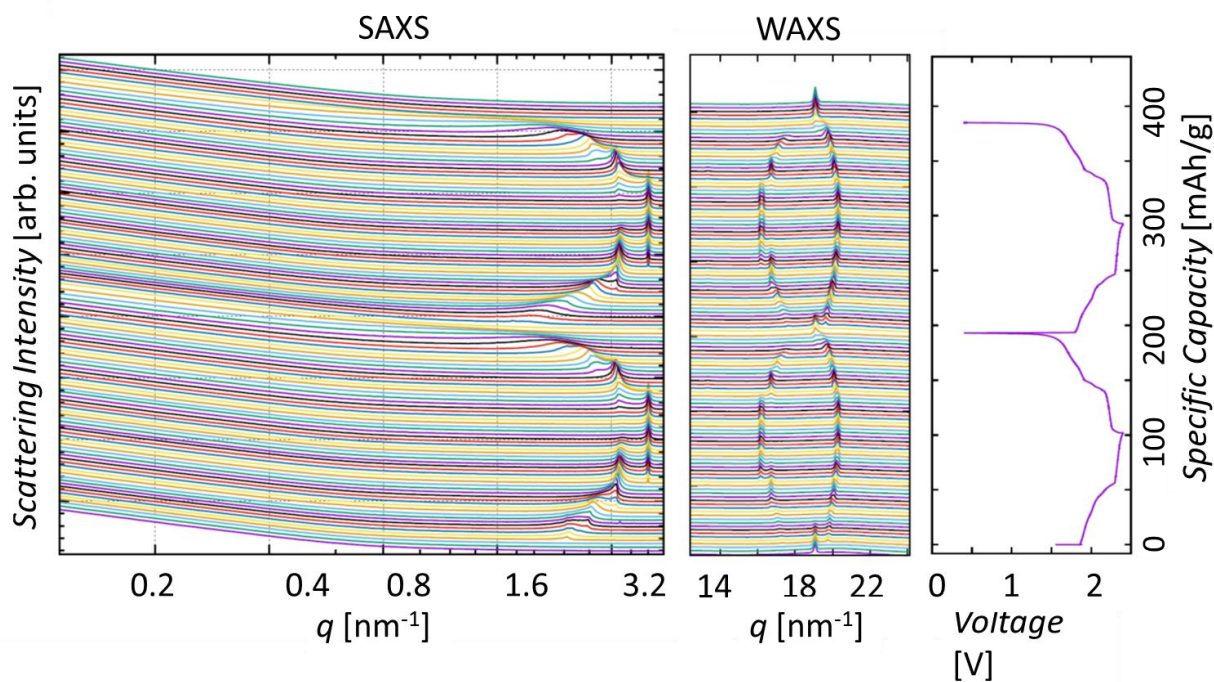 SAXS
WAXS
Scattering Intensity [arb. units]
0.2 0.4 0.8 1.6 3.2
q [nm⁻¹]
14 18 22
q [nm⁻¹]
0 1 2
Voltage
[V]
0 100 200 300 400
Specific Capacity [mAh/g]